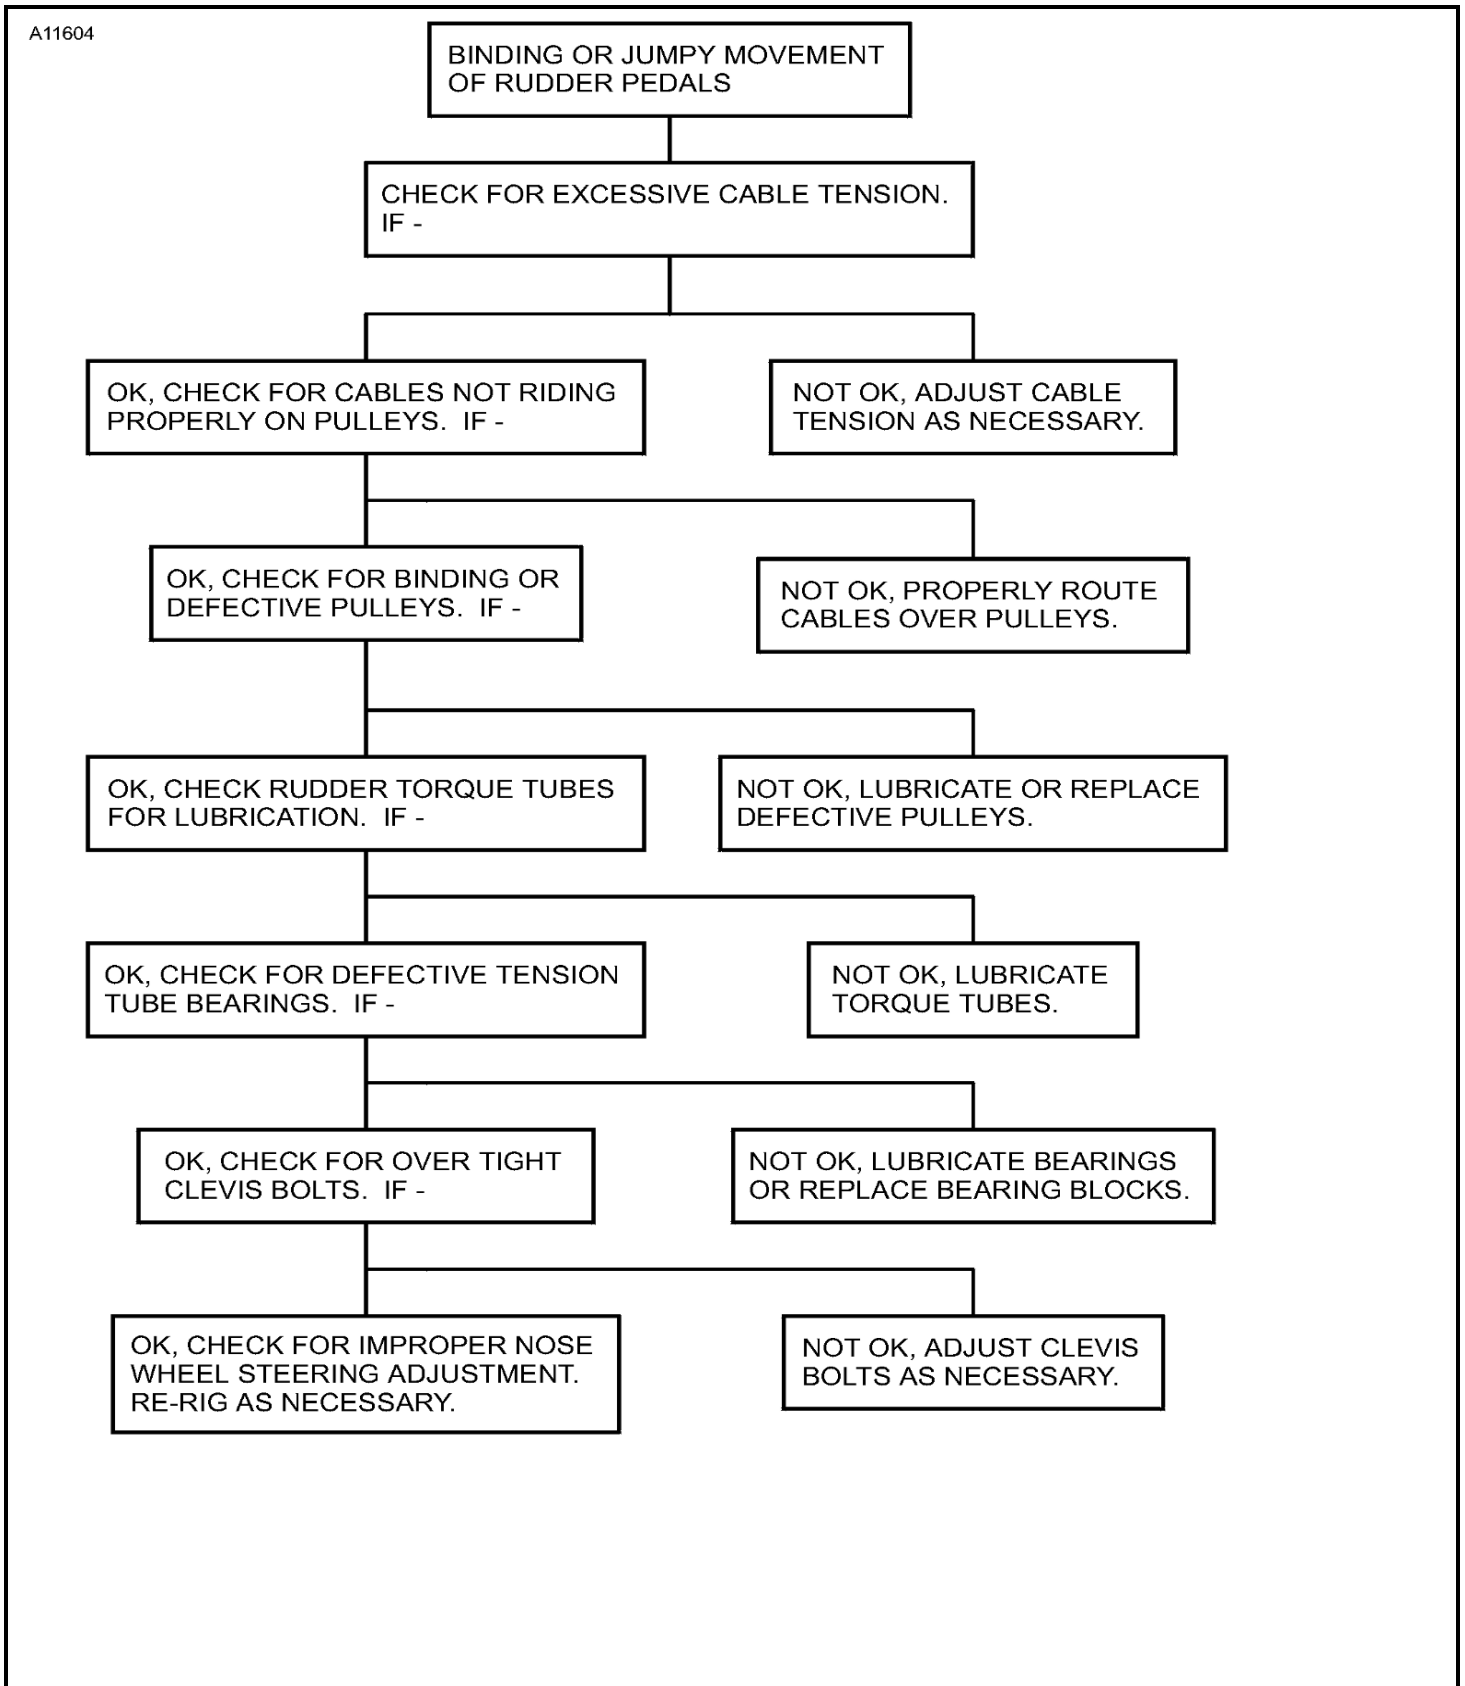 A11604
BINDING OR JUMPY MOVEMENT
OF RUDDER PEDALS
CHECK FOR EXCESSIVE CABLE TENSION.
IF -
OK, CHECK FOR CABLES NOT RIDING
PROPERLY ON PULLEYS.  IF -
NOT OK, ADJUST CABLE
TENSION AS NECESSARY.
OK, CHECK FOR BINDING OR
DEFECTIVE PULLEYS.  IF -
NOT OK, PROPERLY ROUTE
CABLES OVER PULLEYS.
OK, CHECK RUDDER TORQUE TUBES
FOR LUBRICATION.  IF -
NOT OK, LUBRICATE OR REPLACE
DEFECTIVE PULLEYS.
OK, CHECK FOR DEFECTIVE TENSION
TUBE BEARINGS.  IF -
NOT OK, LUBRICATE
TORQUE TUBES.
OK, CHECK FOR OVER TIGHT
CLEVIS BOLTS.  IF -
NOT OK, LUBRICATE BEARINGS
OR REPLACE BEARING BLOCKS.
OK, CHECK FOR IMPROPER NOSE
WHEEL STEERING ADJUSTMENT.
RE-RIG AS NECESSARY.
NOT OK, ADJUST CLEVIS
BOLTS AS NECESSARY.